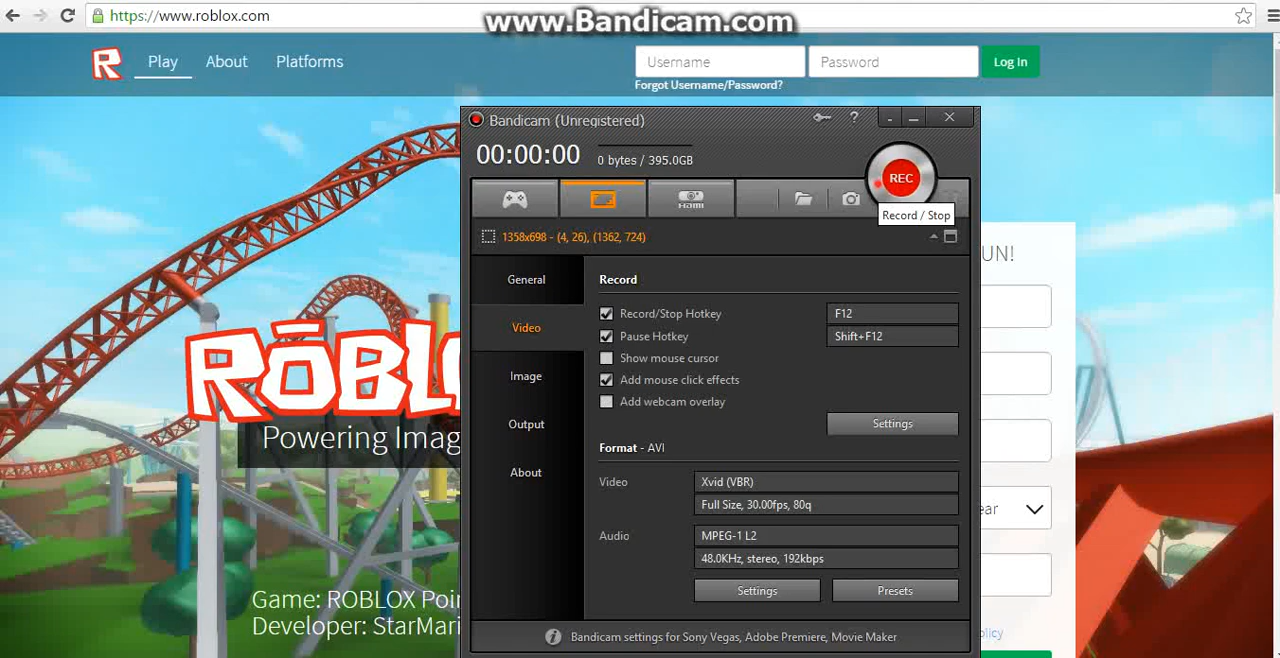 https://www.roblox.com
www.Bandicam.com
Play About Platforms
Username Password Log In
Forgot Username/Password?
Bandicam (Unregistered)
00:00:00 0 bytes / 395.0GB
REC
HDMI
Record / Stop
1358x698 - (4, 26), (1362, 724)
UN!
General
Record
Record/Stop Hotkey F12
Video
Pause Hotkey Shift+F12
Show mouse cursor
Image
Add mouse click effects
Add webcam overlay
Output
Settings
ROBL
Powering Imag
Format - AVI
About
Video Xvid (VBR)
Full Size, 30.00fps, 80q
ear
Audio MPEG-1 L2
48.0KHz, stereo, 192kbps
Settings Presets
Game: ROBLOX Poi
Developer: StarMari
olicy
Bandicam settings for Sony Vegas, Adobe Premiere, Movie Maker